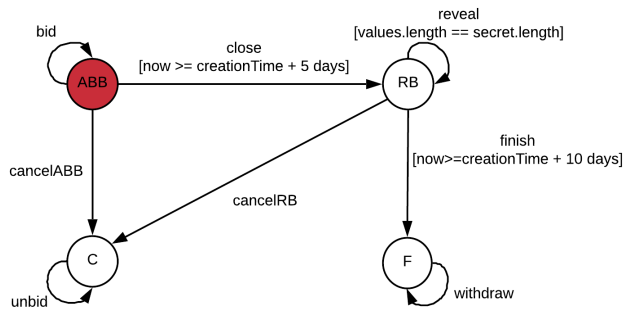 reveal
[values.length == secret.length]
bid
close
[now >= creationTime + 5 days]
ABB
RB
finish
[now>=creationTime + 10 days]
cancelABB
cancelRB
C
F
unbid
withdraw